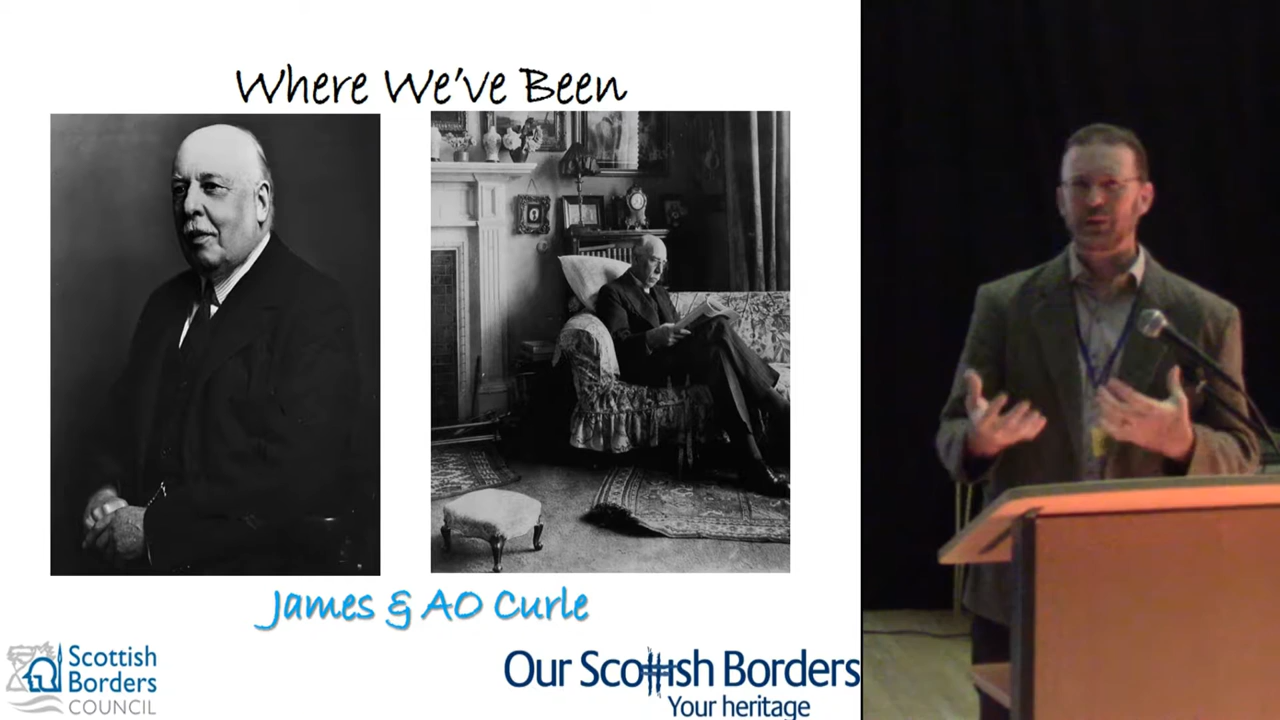 Where We've Been
James & AO Curle
Scottish
Borders
COUNCIL
Our Scottish Borders
Your heritage